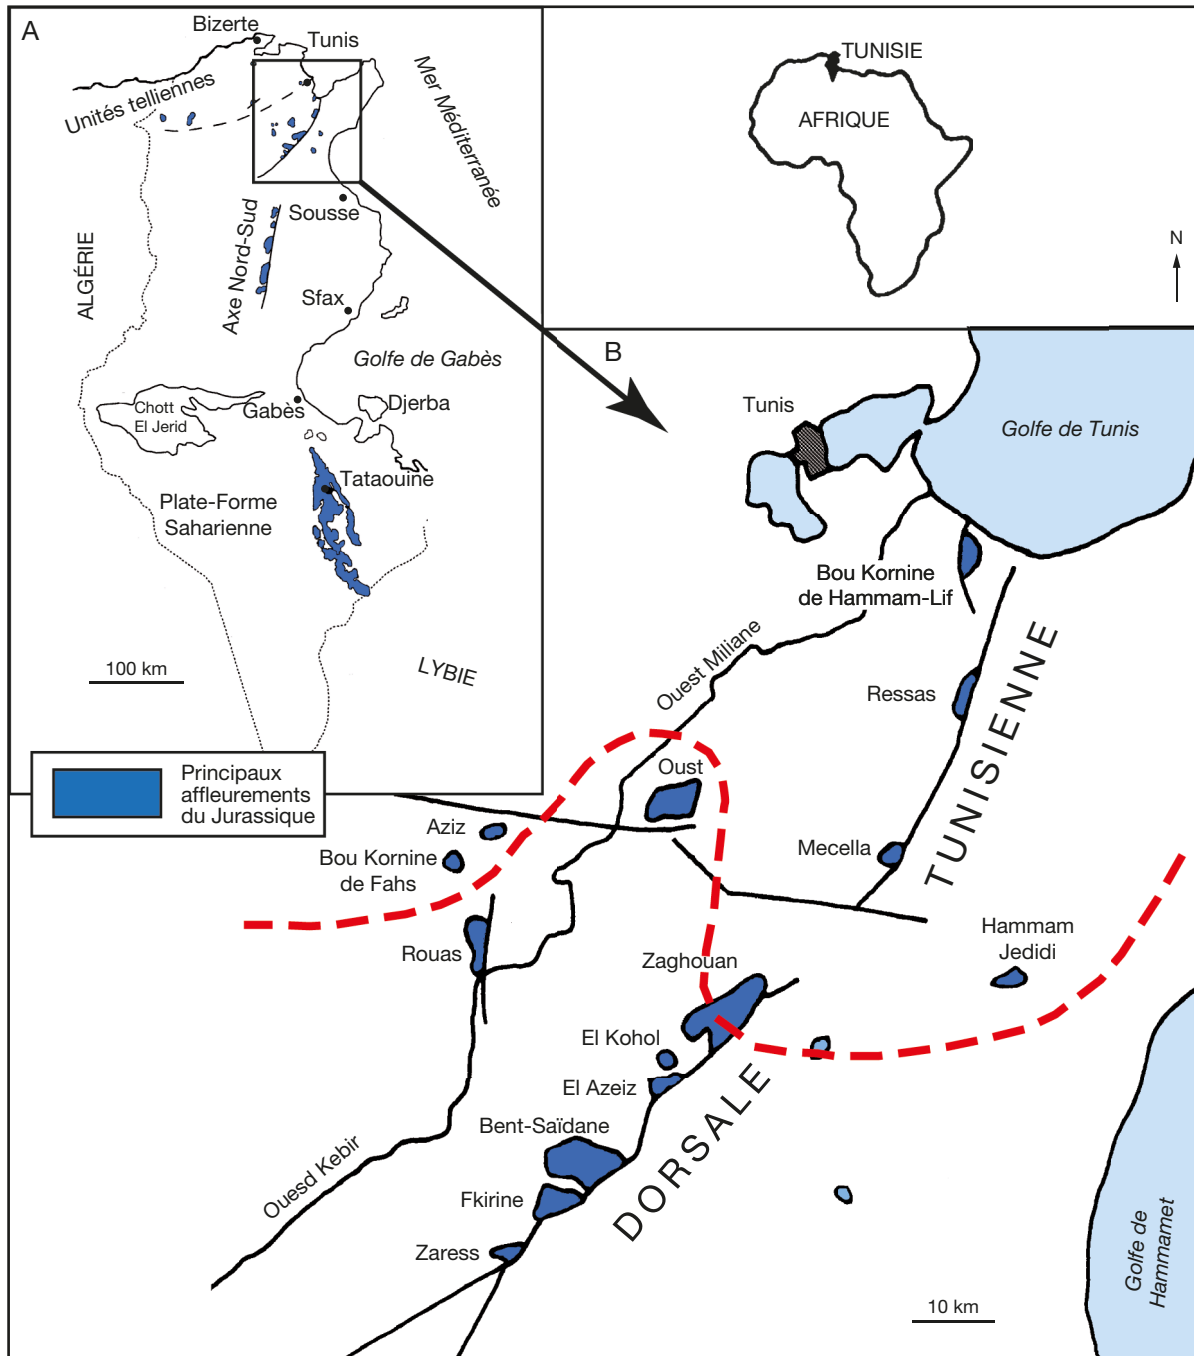 A
Bizerte
Tunis
Unités telliennes
Mer Méditerranée
Sousse
Axe Nord-Sud
ALGÉRIE
Sfax
Golfe de Gabès
Chott
El Jerid
Gabès
Djerba
Tataouine
Plate-Forme
Saharienne
100 km
LYBIE
Principaux
affleurements
du Jurassique
TUNISIE
AFRIQUE
N
B
Tunis
Golfe de Tunis
Bou Kornine
de Hammam-Lif
Ouest Miliane
Ressas
Oust
Aziz
Bou Kornine
de Fahs
Mecella
TUNISIENNE
Rouas
Zaghouan
Hammam
Jedidi
El Kohol
El Azeiz
Bent-Saïdane
DORSALE
Ouesd Kebir
Fkirine
Zaress
Golfe de
Hammamet
10 km